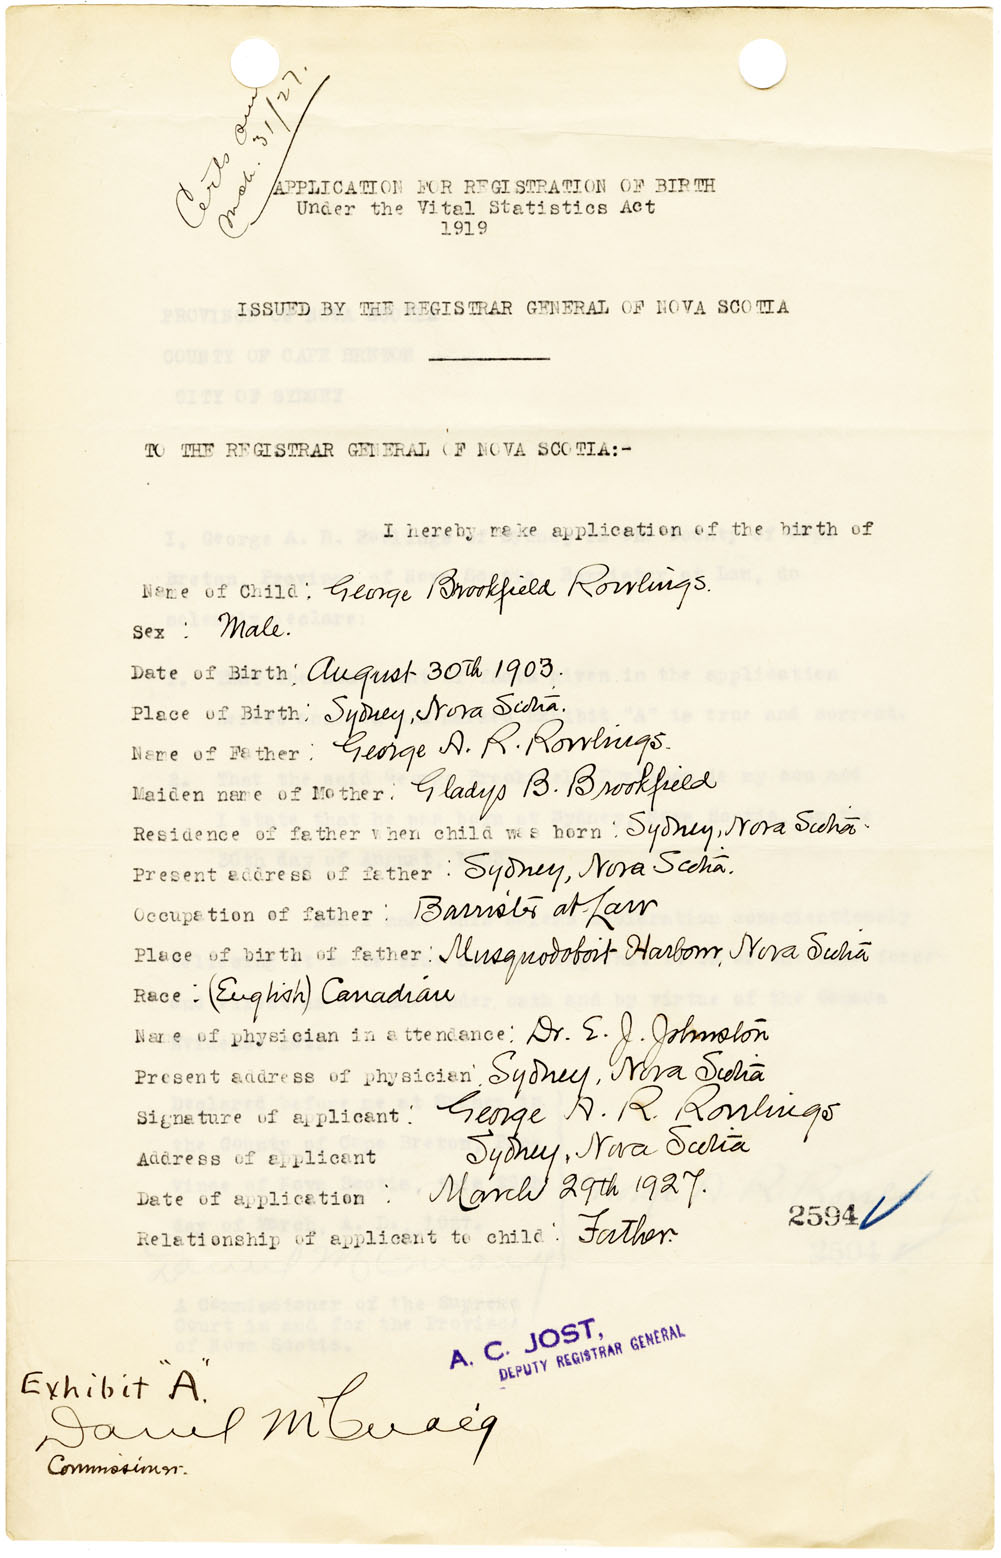 Certs
Mch. 31/27.
APPLICATION FOR REGISTRATION OF BIRTH
Under the Vital Statistics Act
1919
ISSUED BY THE REGISTRAR GENERAL OF NOVA SCOTIA
TO THE REGISTRAR GENERAL OF NOVA SCOTIA:-
I hereby make application of the birth of
Name of Child: George Brookfield Rowlings.
Sex : Male.
Date of Birth: August 30th 1903.
Place of Birth: Sydney, Nova Scotia.
Name of Father: George A. R. Rowlings.
Maiden name of Mother: Gladys B. Brookfield
Residence of father when child was born : Sydney, Nova Scotia.
Present address of father : Sydney, Nova Scotia.
Occupation of father : Barrister at Law
Place of birth of father: Musquodoboit Harbour, Nova Scotia
Race : (English) Canadian
Name of physician in attendance: Dr. E. J. Johnston
Present address of physician: Sydney, Nova Scotia
Signature of applicant: George A. R. Rowlings
Address of applicant Sydney, Nova Scotia
Date of application : March 29th 1927.
2594
Relationship of applicant to child: Father.
A. C. JOST,
DEPUTY REGISTRAR GENERAL
Exhibit "A".
Daniel
Commissioner.